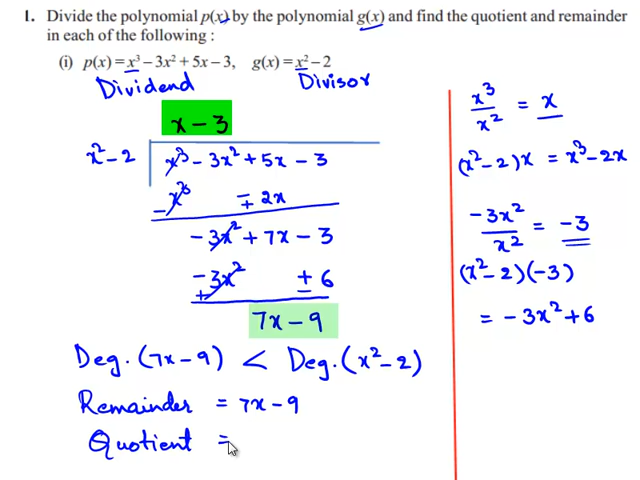 1. Divide the polynomial p(x) by the polynomial g(x) and find the quotient and remainder
in each of the following :
(i) p(x) = x³ – 3x² + 5x – 3, g(x) = x² – 2
Dividend Divisor
x – 3
x² – 2 x³ – 3x² + 5x – 3
– x³ ∓ 2x
– 3x² + 7x – 3
– 3x² ± 6
+
7x – 9
Deg. (7x – 9) < Deg. (x² – 2)
Remainder = 7x – 9
Quotient =
x³/x² = x
(x² – 2)x = x³ – 2x
–3x²/x² = –3
(x² – 2)(–3)
= – 3x² + 6